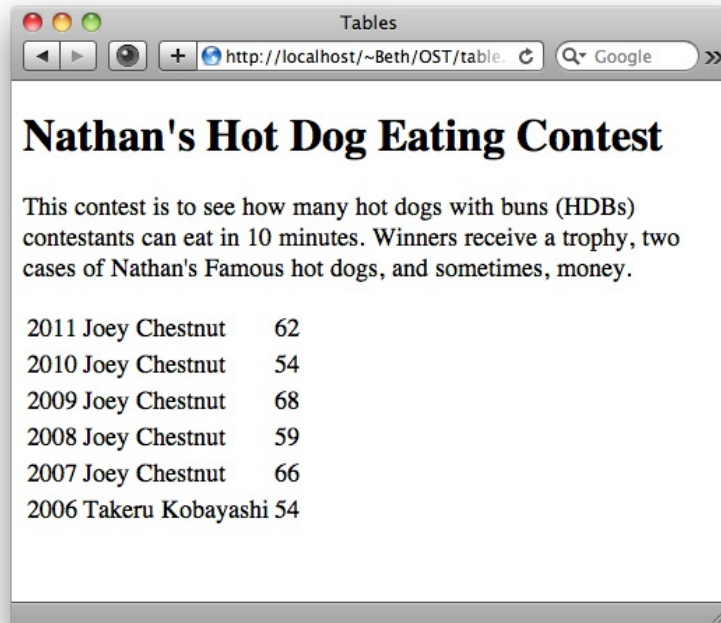 Tables
http://localhost/~Beth/OST/table.
Google
Nathan's Hot Dog Eating Contest
This contest is to see how many hot dogs with buns (HDBs)
contestants can eat in 10 minutes. Winners receive a trophy, two
cases of Nathan's Famous hot dogs, and sometimes, money.
2011 Joey Chestnut 62
2010 Joey Chestnut 54
2009 Joey Chestnut 68
2008 Joey Chestnut 59
2007 Joey Chestnut 66
2006 Takeru Kobayashi 54